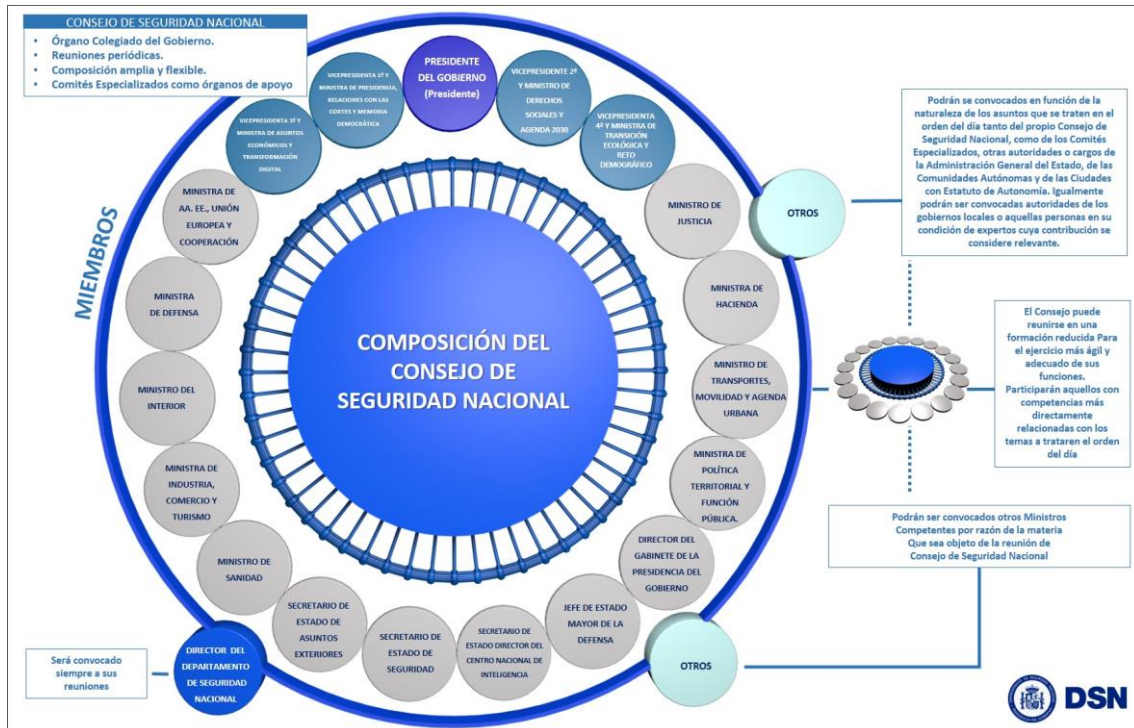 CONSEJO DE SEGURIDAD NACIONAL
• Órgano Colegiado del Gobierno.
• Reuniones periódicas.
• Composición amplia y flexible.
• Comités Especializados como órganos de apoyo
MIEMBROS
PRESIDENTE
DEL GOBIERNO
(Presidente)
VICEPRESIDENTE 2º
Y MINISTRO DE
DERECHOS
SOCIALES Y
AGENDA 2030
VICEPRESIDENTA
4ª Y MINISTRA DE
TRANSICIÓN
ECOLÓGICA Y
RETO
DEMOGRÁFICO
MINISTRO DE
JUSTICIA
MINISTRA DE
HACIENDA
MINISTRO DE
TRANSPORTES,
MOVILIDAD Y AGENDA
URBANA
MINISTRA DE
POLÍTICA
TERRITORIAL Y
FUNCIÓN
PÚBLICA.
DIRECTOR DEL
GABINETE DE LA
PRESIDENCIA DEL
GOBIERNO
JEFE DE ESTADO
MAYOR DE LA
DEFENSA
SECRETARIO DE
ESTADO DIRECTOR DEL
CENTRO NACIONAL DE
INTELIGENCIA
SECRETARIO DE
ESTADO DE
SEGURIDAD
SECRETARIO DE
ESTADO DE
ASUNTOS
EXTERIORES
MINISTRO DE
SANIDAD
MINISTRA DE
INDUSTRIA,
COMERCIO Y
TURISMO
MINISTRO DEL
INTERIOR
MINISTRA
DE DEFENSA
MINISTRA DE
AA. EE., UNIÓN
EUROPEA Y
COOPERACIÓN
VICEPRESIDENTA 3ª Y
MINISTRA DE ASUNTOS
ECONÓMICOS Y
TRANSFORMACIÓN
DIGITAL
VICEPRESIDENTA 1ª Y
MINISTRA DE PRESIDENCIA,
RELACIONES CON LAS
CORTES Y MEMORIA
DEMOCRÁTICA
COMPOSICIÓN DEL
CONSEJO DE
SEGURIDAD NACIONAL
OTROS
Podrán se convocados en función de la
naturaleza de los asuntos que se traten en el
orden del día tanto del propio Consejo de
Seguridad Nacional, como de los Comités
Especializados, otras autoridades o cargos de
la Administración General del Estado, de las
Comunidades Autónomas y de las Ciudades
con Estatuto de Autonomía. Igualmente
podrán ser convocadas autoridades de los
gobiernos locales o aquellas personas en su
condición de expertos cuya contribución se
considere relevante.
El Consejo puede
reunirse en una
formación reducida Para
el ejercicio más ágil y
adecuado de sus
funciones.
Participarán aquellos con
competencias más
directamente
relacionadas con los
temas a trataren el orden
del día
Podrán ser convocados otros Ministros
Competentes por razón de la materia
Que sea objeto de la reunión de
Consejo de Seguridad Nacional
OTROS
DIRECTOR DEL
DEPARTAMENTO
DE SEGURIDAD
NACIONAL
Será convocado
siempre a sus
reuniones
DSN